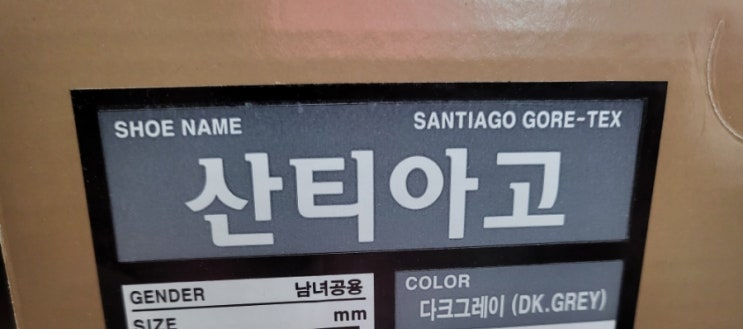 SHOE NAME SANTIAGO GORE-TEX
산티아고
GENDER 남녀공용
COLOR
다크그레이 (DK.GREY)
SIZE mm